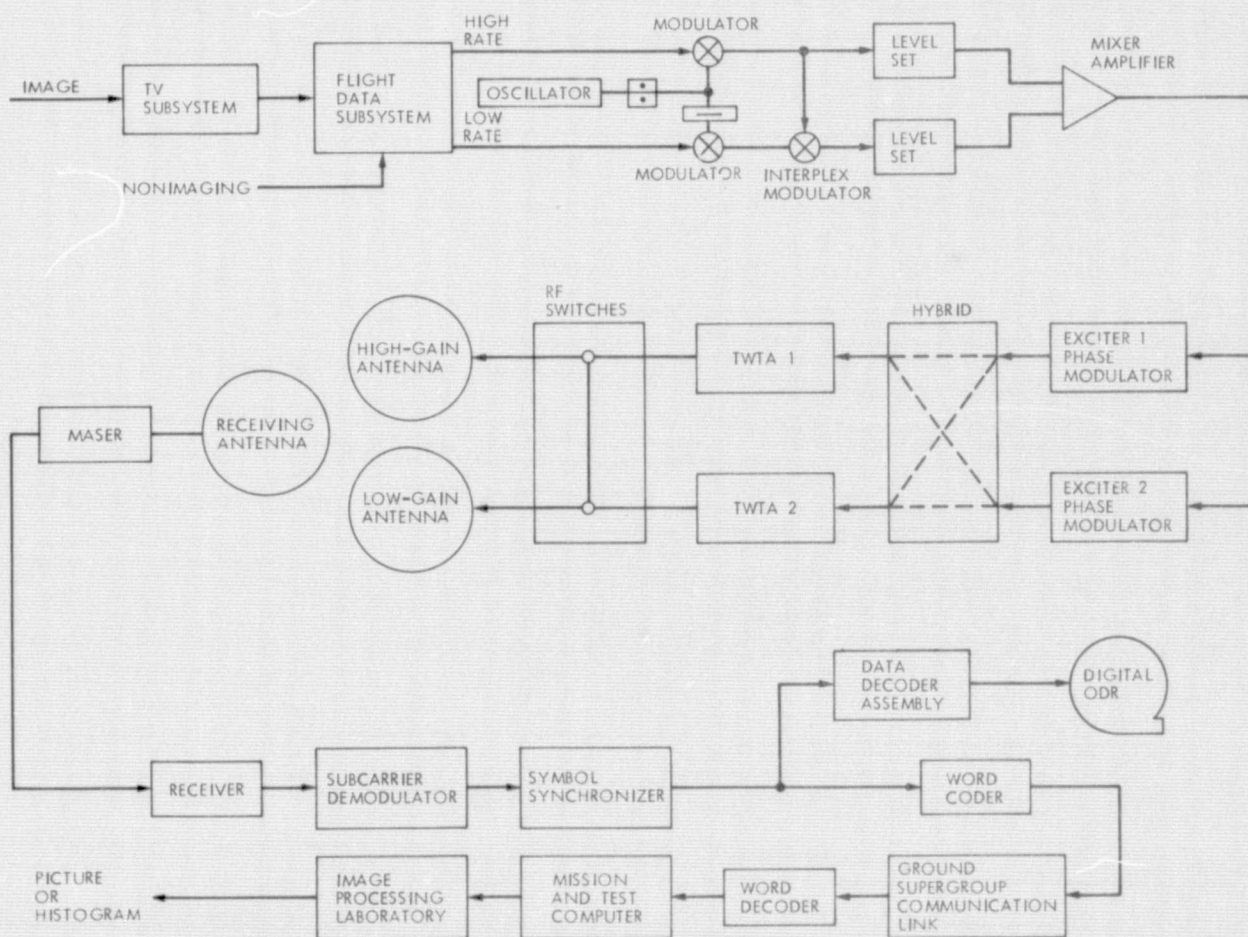 HIGH
RATE
MODULATOR
LEVEL
SET
MIXER
AMPLIFIER
IMAGE
TV
SUBSYSTEM
FLIGHT
DATA
SUBSYSTEM
OSCILLATOR
÷
LOW
RATE
MODULATOR
INTERPLEX
MODULATOR
LEVEL
SET
NONIMAGING
RF
SWITCHES
HYBRID
HIGH-GAIN
ANTENNA
TWTA 1
EXCITER 1
PHASE
MODULATOR
MASER
RECEIVING
ANTENNA
LOW-GAIN
ANTENNA
TWTA 2
EXCITER 2
PHASE
MODULATOR
DATA
DECODER
ASSEMBLY
DIGITAL
ODR
RECEIVER
SUBCARRIER
DEMODULATOR
SYMBOL
SYNCHRONIZER
WORD
CODER
PICTURE
OR
HISTOGRAM
IMAGE
PROCESSING
LABORATORY
MISSION
AND TEST
COMPUTER
WORD
DECODER
GROUND
SUPERGROUP
COMMUNICATION
LINK